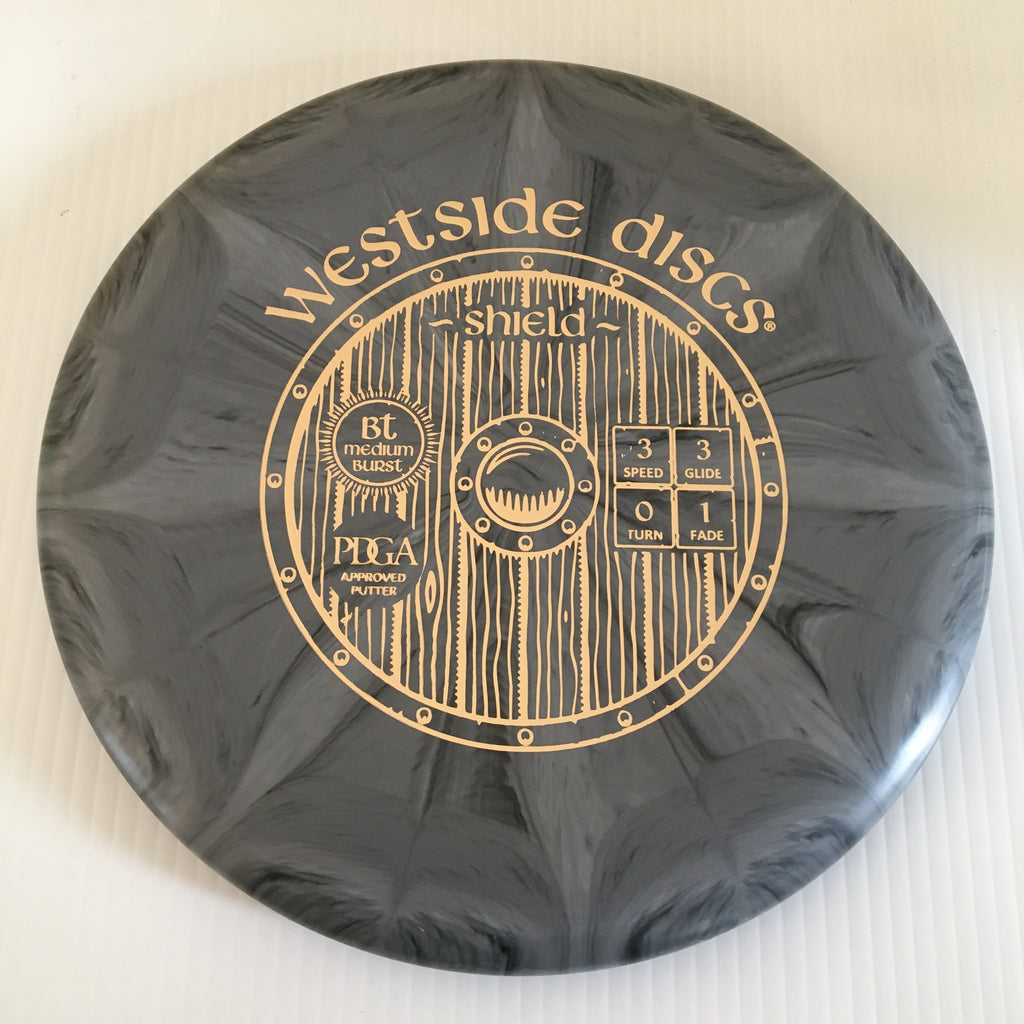 Westside Discs®
~Shield~
BT
MEDIUM
BURST
PDGA
APPROVED
PUTTER
3 3
SPEED GLIDE
0 1
TURN FADE